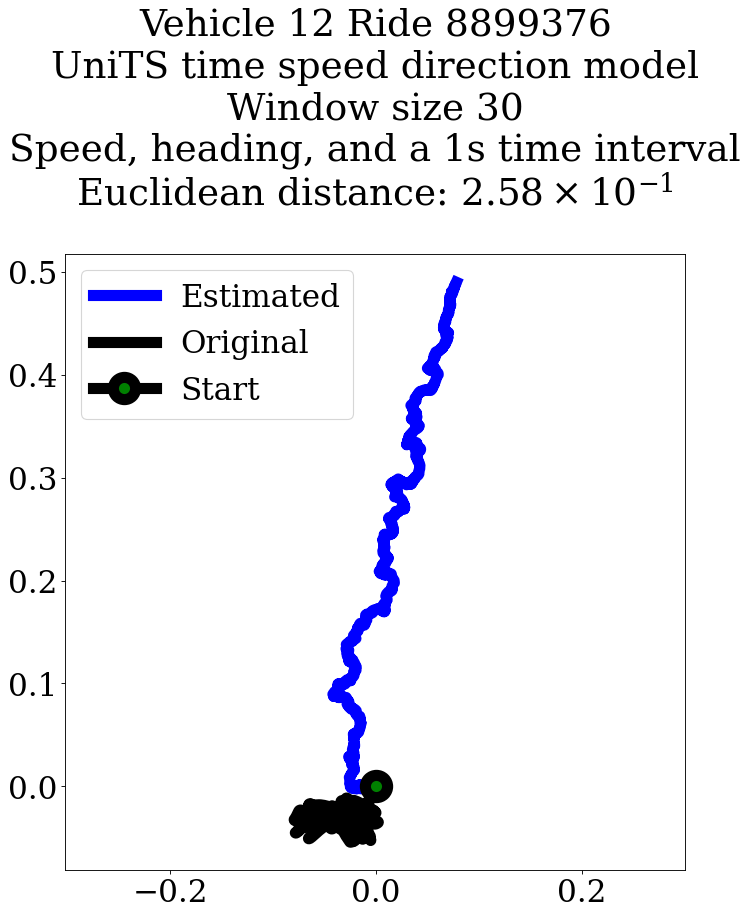 Vehicle 12 Ride 8899376
UniTS time speed direction model
Window size 30
Speed, heading, and a 1s time interval
Euclidean distance: 2.58 × 10⁻¹
0.5
Estimated
Original
Start
0.4
0.3
0.2
0.1
0.0
−0.2 0.0 0.2